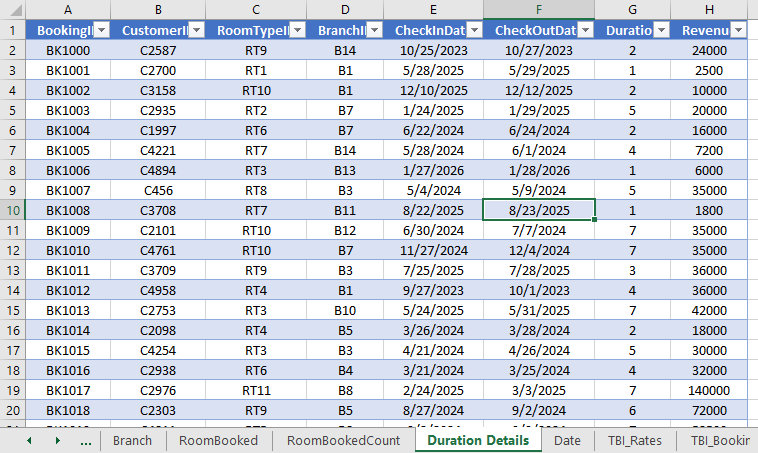 A B C D E F G H
1 BookingI CustomerI RoomTypeI BranchI CheckInDat CheckOutDat Duratio Revenu
2 BK1000 C2587 RT9 B14 10/25/2023 10/27/2023 2 24000
3 BK1001 C2700 RT1 B1 5/28/2025 5/29/2025 1 2500
4 BK1002 C3158 RT10 B1 12/10/2025 12/12/2025 2 10000
5 BK1003 C2935 RT2 B7 1/24/2025 1/29/2025 5 20000
6 BK1004 C1997 RT6 B7 6/22/2024 6/24/2024 2 16000
7 BK1005 C4221 RT7 B14 5/28/2024 6/1/2024 4 7200
8 BK1006 C4894 RT3 B13 1/27/2026 1/28/2026 1 6000
9 BK1007 C456 RT8 B3 5/4/2024 5/9/2024 5 35000
10 BK1008 C3708 RT7 B11 8/22/2025 8/23/2025 1 1800
11 BK1009 C2101 RT10 B12 6/30/2024 7/7/2024 7 35000
12 BK1010 C4761 RT10 B7 11/27/2024 12/4/2024 7 35000
13 BK1011 C3709 RT9 B3 7/25/2025 7/28/2025 3 36000
14 BK1012 C4958 RT4 B1 9/27/2023 10/1/2023 4 36000
15 BK1013 C2753 RT3 B10 5/24/2025 5/31/2025 7 42000
16 BK1014 C2098 RT4 B5 3/26/2024 3/28/2024 2 18000
17 BK1015 C4254 RT3 B3 4/21/2024 4/26/2024 5 30000
18 BK1016 C2938 RT6 B4 3/21/2024 3/25/2024 4 32000
19 BK1017 C2976 RT11 B8 2/24/2025 3/3/2025 7 140000
20 BK1018 C2303 RT9 B5 8/27/2024 9/2/2024 6 72000
... Branch RoomBooked RoomBookedCount Duration Details Date TBI_Rates TBI_Bookin